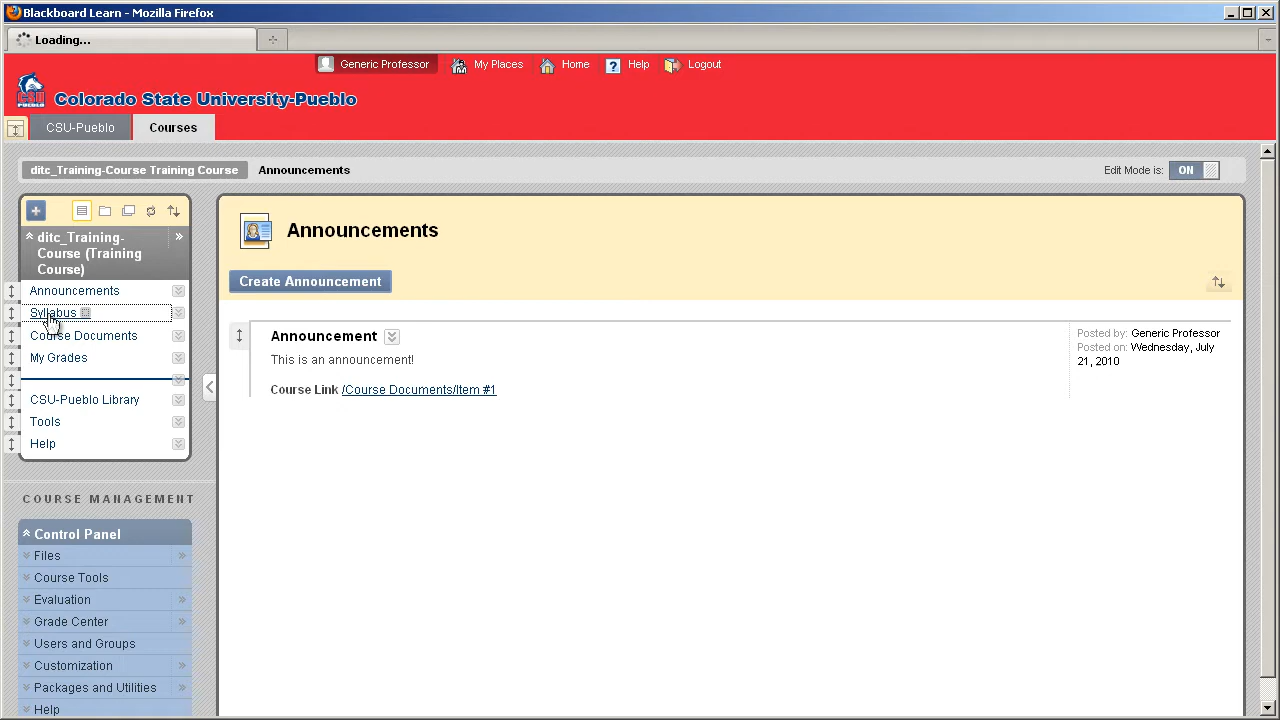 Blackboard Learn - Mozilla Firefox
Loading...
Generic Professor My Places Home Help Logout
CSU PUEBLO
Colorado State University-Pueblo
CSU-Pueblo Courses
ditc_Training-Course Training Course Announcements Edit Mode is: ON
ditc_Training-
Course (Training
Course)
Announcements
Syllabus
Course Documents
My Grades
CSU-Pueblo Library
Tools
Help
COURSE MANAGEMENT
Control Panel
Files
Course Tools
Evaluation
Grade Center
Users and Groups
Customization
Packages and Utilities
Help
Announcements
Create Announcement
Announcement
This is an announcement!
Course Link /Course Documents/Item #1
Posted by: Generic Professor
Posted on: Wednesday, July
21, 2010